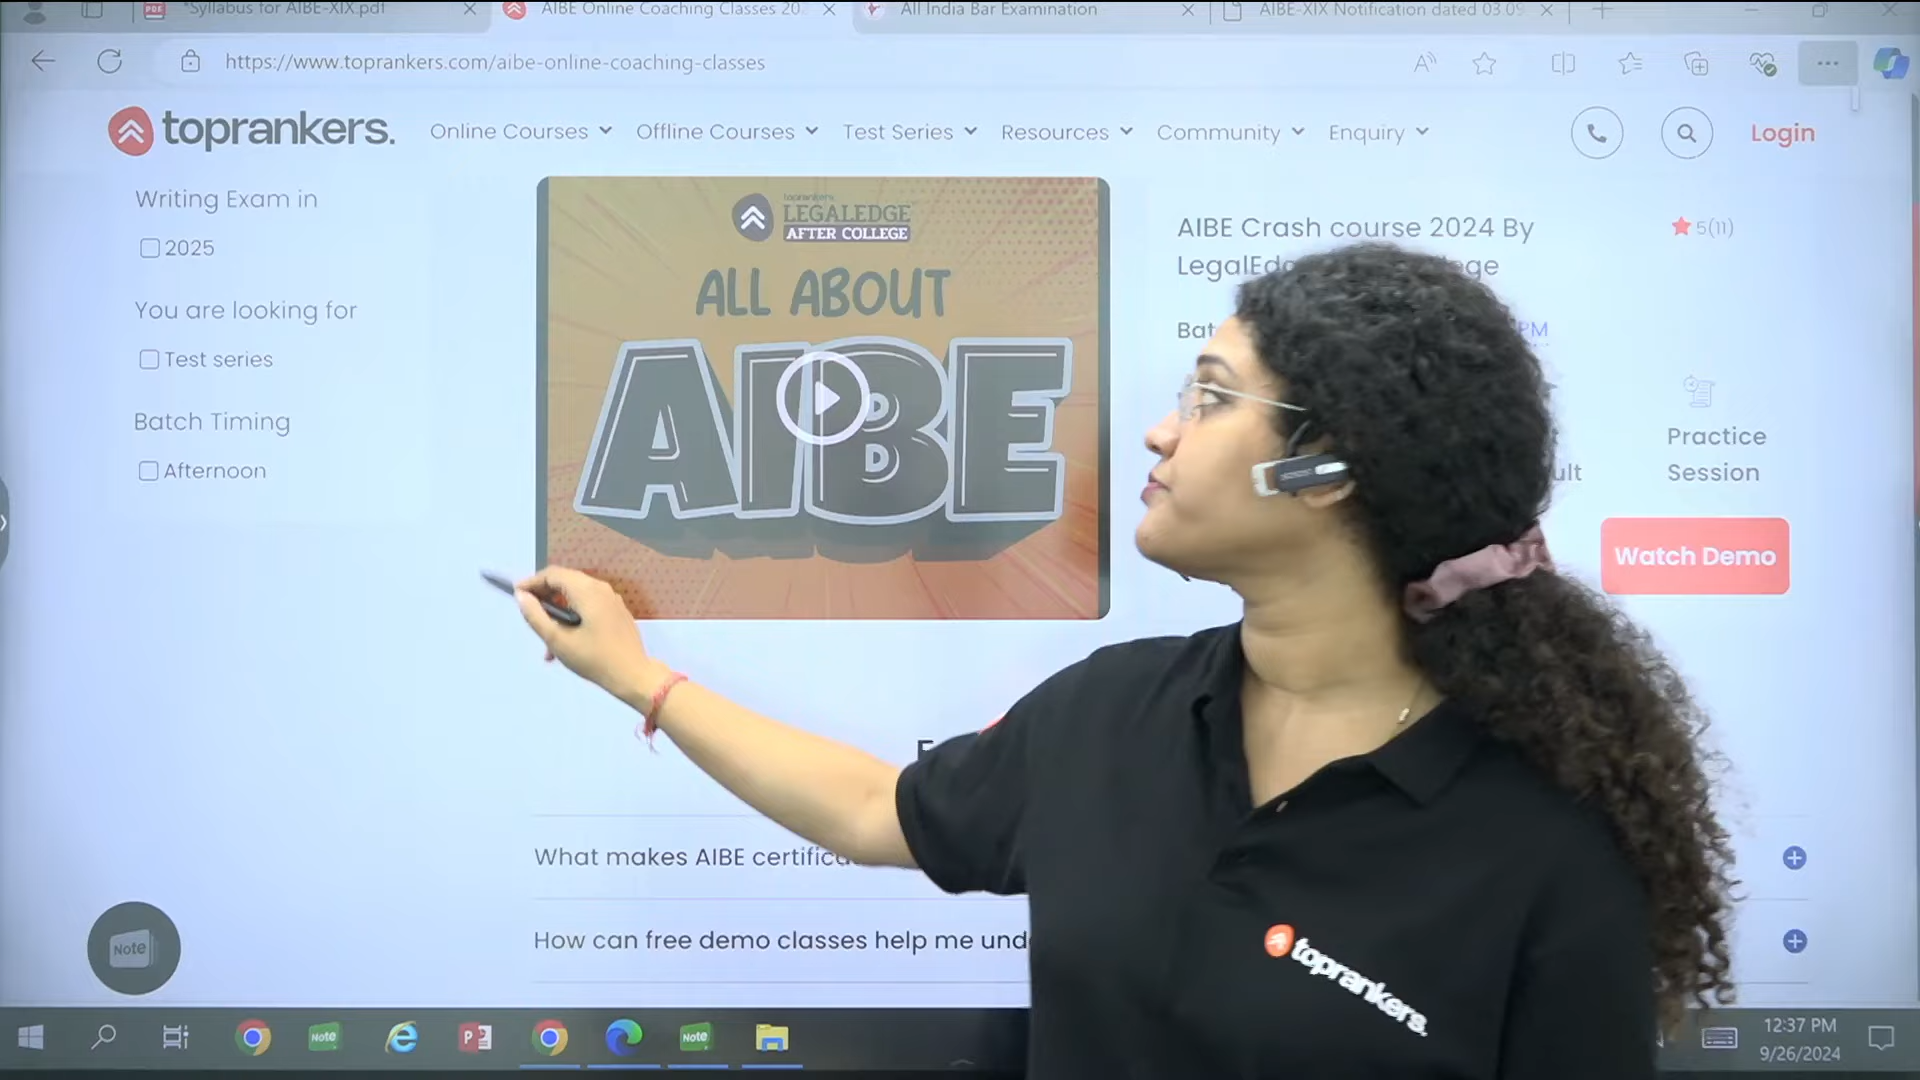 "Syllabus for AIBE-XIX.pdf
AIBE Online Coaching Classes 20
All India Bar Examination
AIBE-XIX Notification dated 03.09
https://www.toprankers.com/aibe-online-coaching-classes
toprankers.
Online Courses
Offline Courses
Test Series
Resources
Community
Enquiry
Login
Writing Exam in
2025
You are looking for
Test series
Batch Timing
Afternoon
toprankers
LEGALEDGE
AFTER COLLEGE
ALL ABOUT
AIBE
AIBE Crash course 2024 By
5(11)
Practice
Session
Watch Demo
What makes AIBE
How can free demo classes help me
Note
toprankers.
Note
Note
12:37 PM
9/26/2024